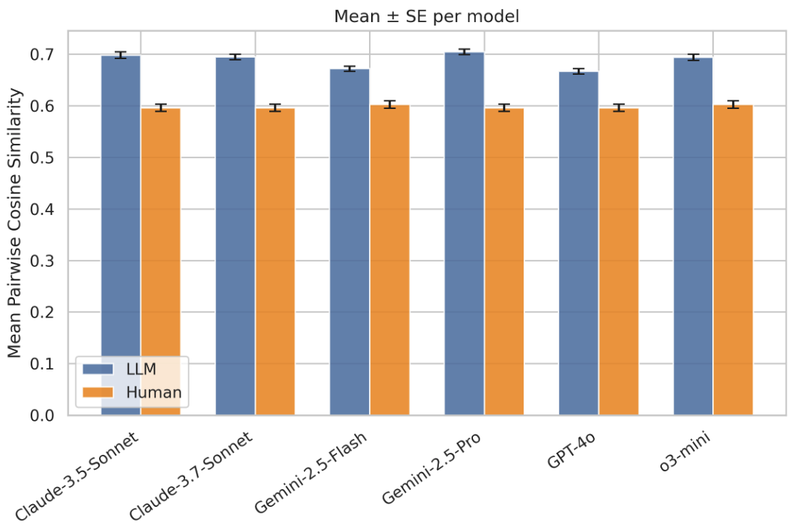 Mean ± SE per model
Mean Pairwise Cosine Similarity
0.7
0.6
0.5
0.4
0.3
0.2
0.1
0.0
LLM
Human
Claude-3.5-Sonnet
Claude-3.7-Sonnet
Gemini-2.5-Flash
Gemini-2.5-Pro
GPT-4o
o3-mini